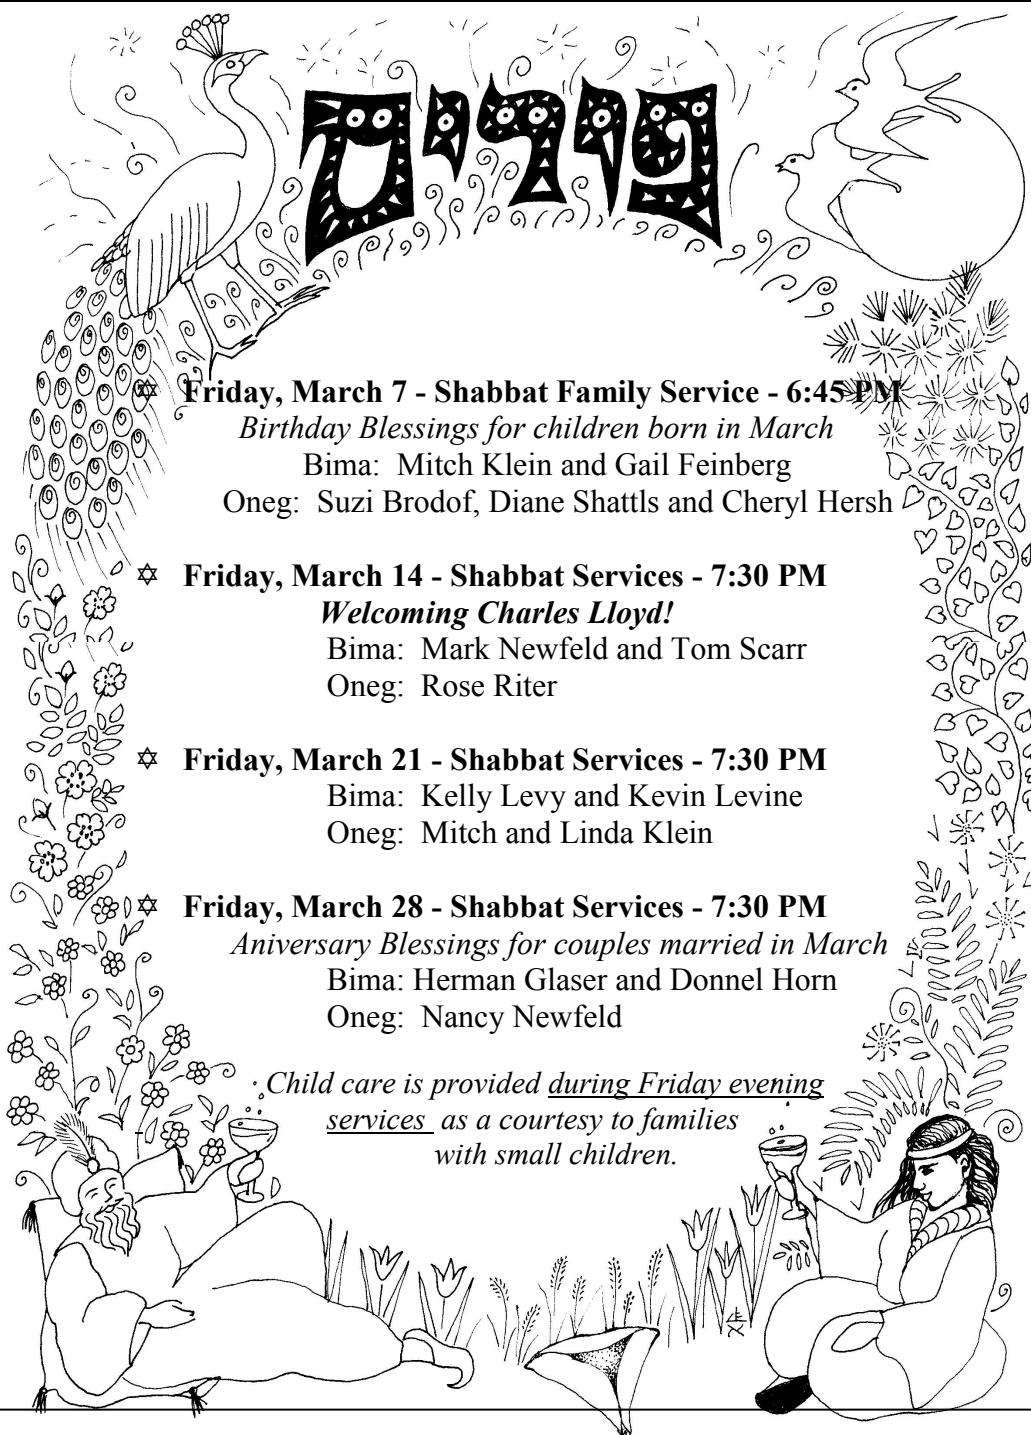 פורים
✡ Friday, March 7 - Shabbat Family Service - 6:45 PM
Birthday Blessings for children born in March
Bima: Mitch Klein and Gail Feinberg
Oneg: Suzi Brodof, Diane Shattls and Cheryl Hersh
✡ Friday, March 14 - Shabbat Services - 7:30 PM
Welcoming Charles Lloyd!
Bima: Mark Newfeld and Tom Scarr
Oneg: Rose Riter
✡ Friday, March 21 - Shabbat Services - 7:30 PM
Bima: Kelly Levy and Kevin Levine
Oneg: Mitch and Linda Klein
✡ Friday, March 28 - Shabbat Services - 7:30 PM
Aniversary Blessings for couples married in March
Bima: Herman Glaser and Donnel Horn
Oneg: Nancy Newfeld
Child care is provided during Friday evening
services as a courtesy to families
with small children.